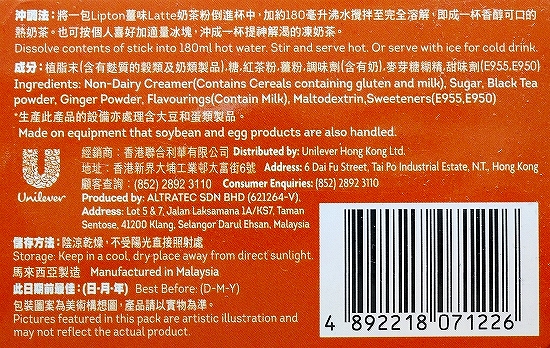 沖調法：將一包Lipton薑味Latte奶茶粉倒進杯中，加約180毫升沸水攪拌至完全溶解，即成一杯香醇可口的
熱奶茶。也可按個人喜好加適量冰塊，沖成一杯提神解渴的凍奶茶。
Dissolve contents of stick into 180ml hot water. Stir and serve hot. Or serve with ice for cold drink.
成分：植脂末(含有麩質的穀類及奶類製品)，糖，紅茶粉，薑粉，調味劑(含有奶)，麥芽糖糊精，甜味劑(E955,E950)
Ingredients: Non-Dairy Creamer(Contains Cereals containing gluten and milk), Sugar, Black Tea
powder, Ginger Powder, Flavourings(Contain Milk), Maltodextrin,Sweeteners(E955,E950)
*生產此產品的設備亦處理含大豆和蛋類製品。
Made on equipment that soybean and egg products are also handled.
Unilever
經銷商：香港聯合利華有限公司 Distributed by: Unilever Hong Kong Ltd.
地址：香港新界大埔工業邨大富街6號 Address: 6 Dai Fu Street, Tai Po Industrial Estate, N.T., Hong Kong
顧客查詢：(852) 2892 3110 Consumer Enquiries: (852) 2892 3110
Produced by: ALTRATEC SDN BHD (621264-V),
Address: Lot 5 & 7, Jalan Laksamana 1A/KS7, Taman
Sentose, 41200 Klang, Selangor Darul Ehsan, Malaysia
儲存方法：陰涼乾燥，不受陽光直接照射處
Storage: Keep in a cool, dry-place away from direct sunlight.
馬來西亞製造 Manufactured in Malaysia
此日期前最佳：(日-月-年) Best Before: (D-M-Y)
包裝圖案為美術構想圖，產品請以實物為準。
Pictures featured in this pack are artistic illustration and
may not reflect the actual product.
4 892218 071226